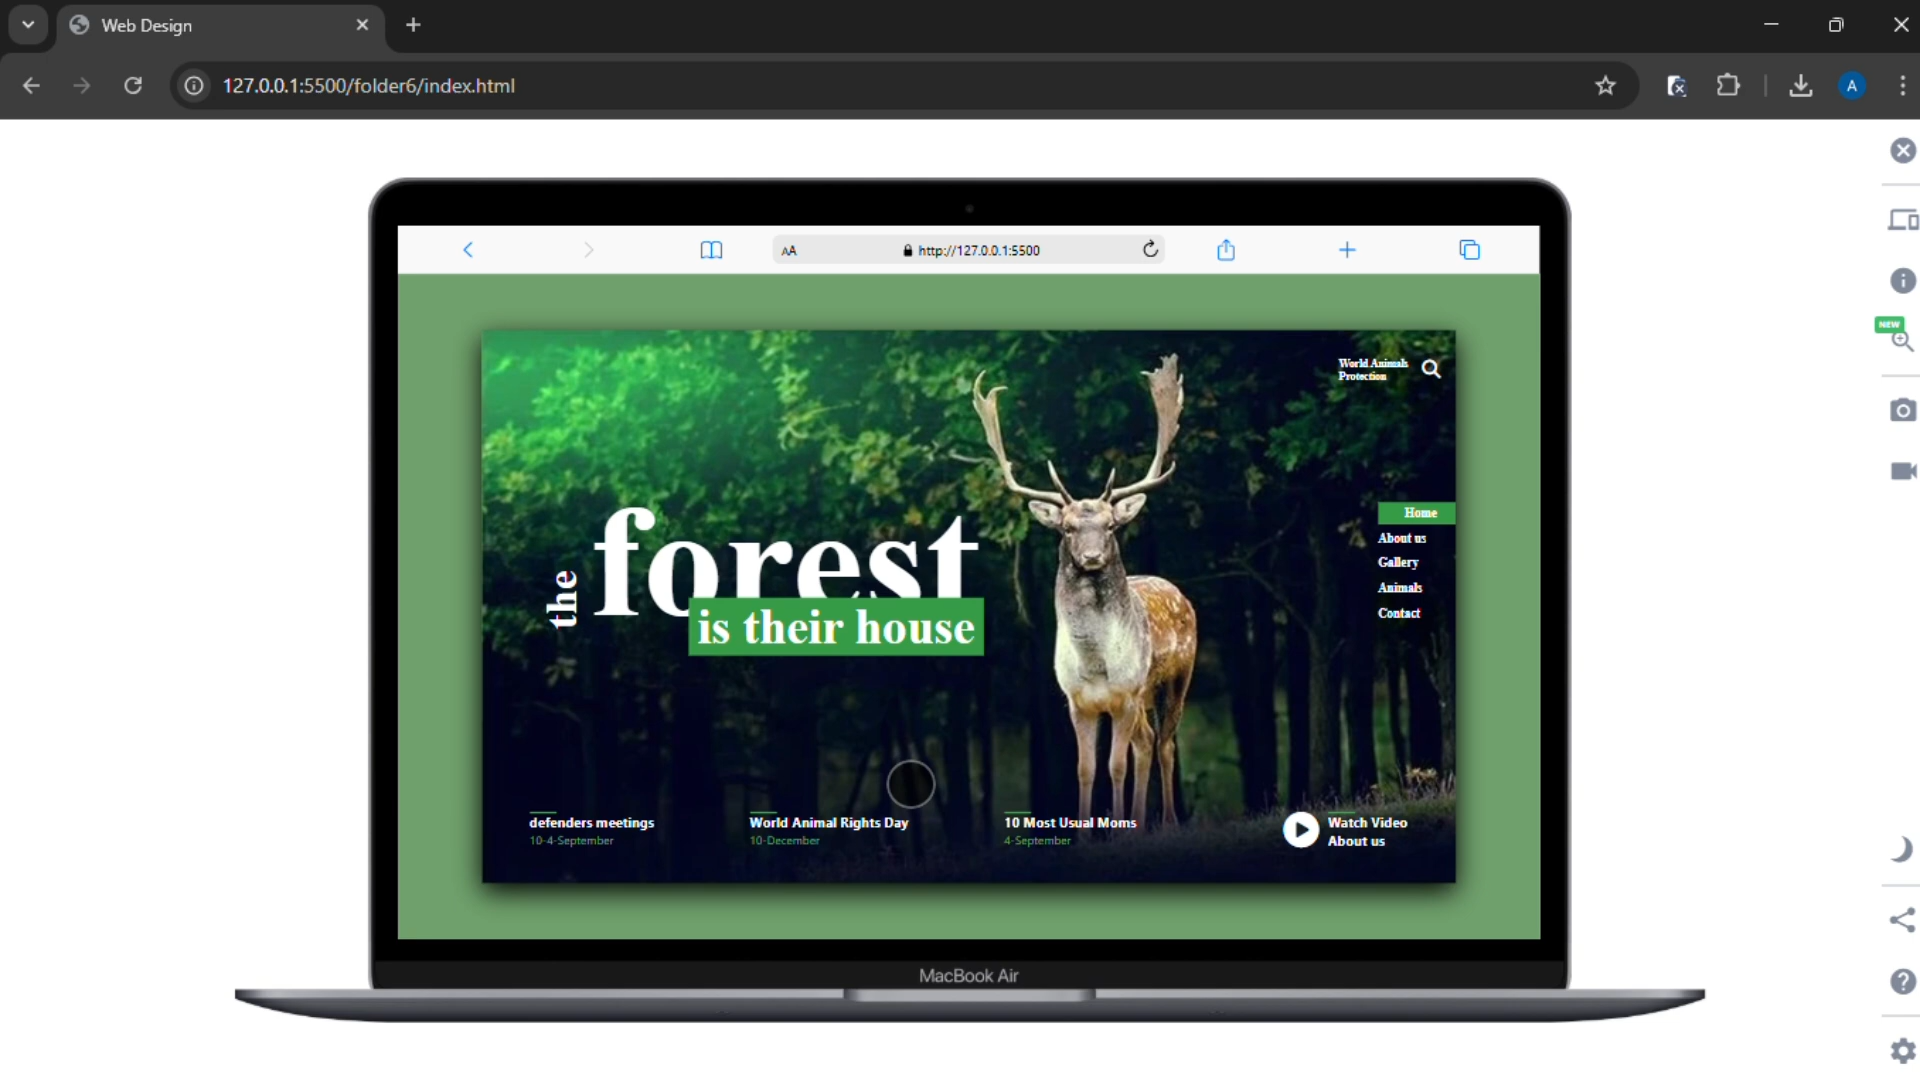 Web Design
127.0.0.1:5500/folder6/index.html
A
NEW
AA
http://127.0.0.1:5500
World Animals
Protection
Home
About us
Gallery
Animals
Contact
the
forest
is their house
defenders meetings
10-4-September
World Animal Rights Day
10-December
10 Most Usual Moms
4-September
Watch Video
About us
MacBook Air